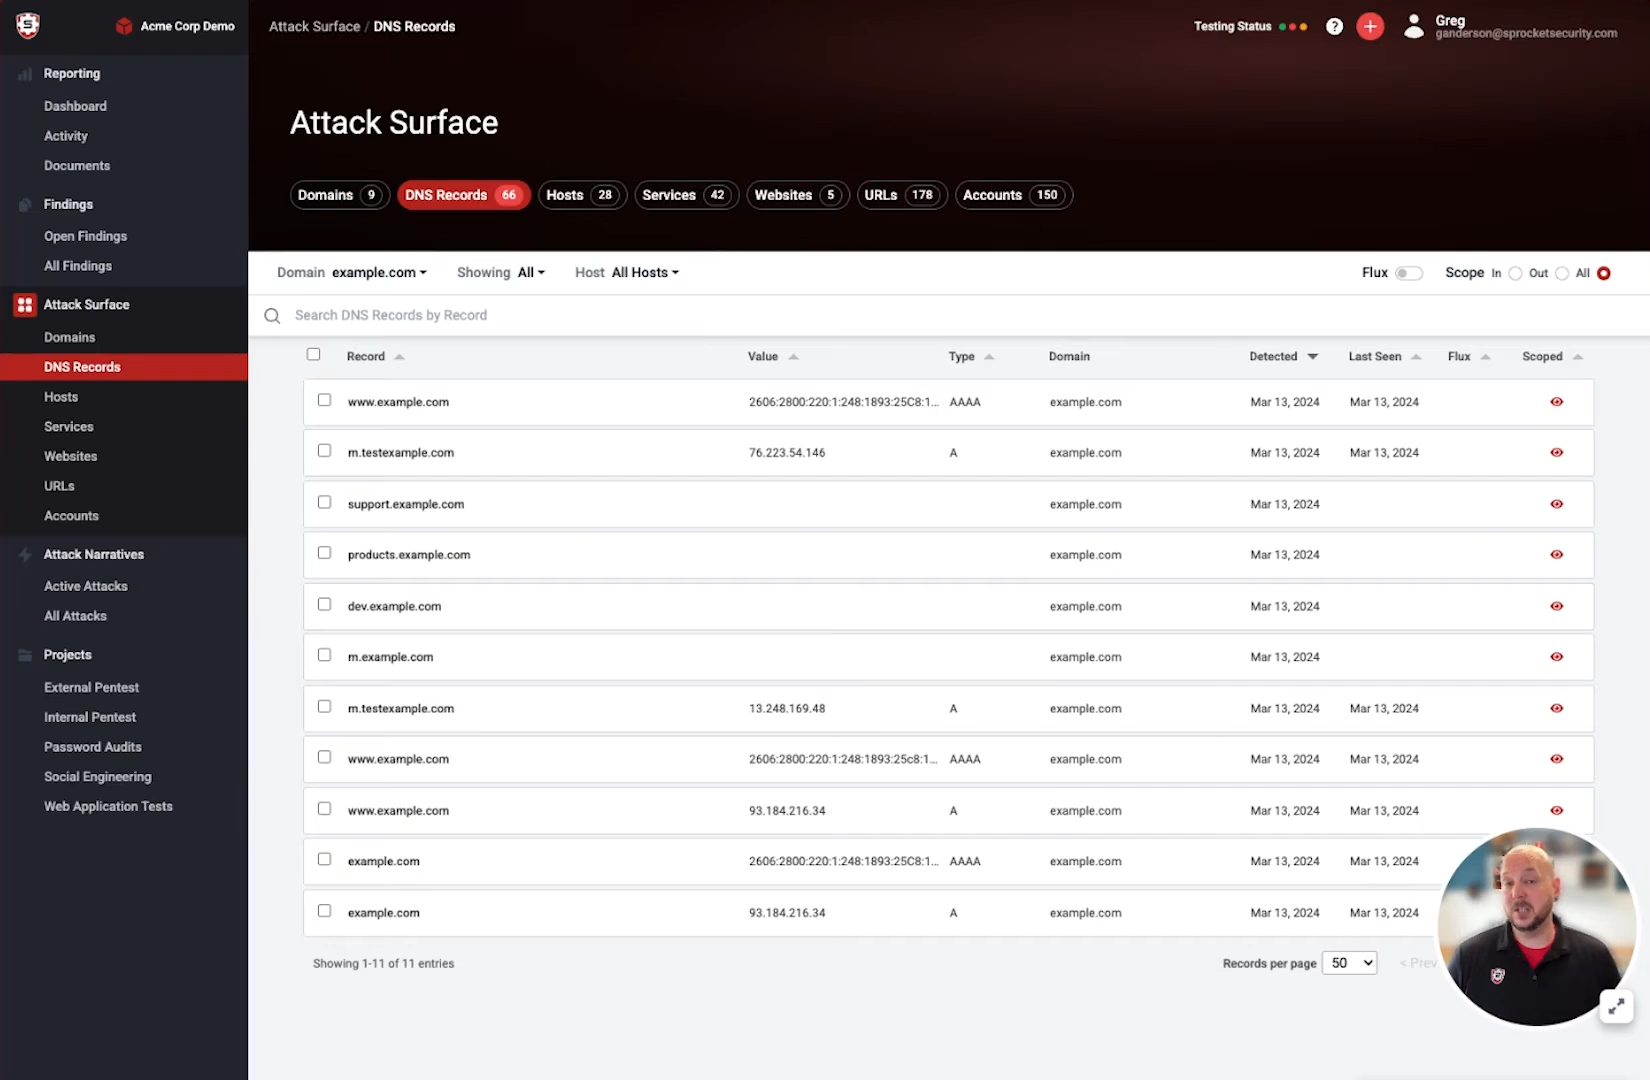 S
Acme Corp Demo
Attack Surface / DNS Records
Testing Status
?
Greg
ganderson@sprocketsecurity.com
Reporting
Dashboard
Activity
Documents
Findings
Open Findings
All Findings
Attack Surface
Domains
DNS Records
Hosts
Services
Websites
URLs
Accounts
Attack Narratives
Active Attacks
All Attacks
Projects
External Pentest
Internal Pentest
Password Audits
Social Engineering
Web Application Tests
Attack Surface
Domains 9 DNS Records 66 Hosts 28 Services 42 Websites 5 URLs 178 Accounts 150
Domain example.com Showing All Host All Hosts Flux Scope In Out All
Search DNS Records by Record
Record Value Type Domain Detected Last Seen Flux Scoped
www.example.com 2606:2800:220:1:248:1893:25C8:1... AAAA example.com Mar 13, 2024 Mar 13, 2024
m.testexample.com 76.223.54.146 A example.com Mar 13, 2024 Mar 13, 2024
support.example.com example.com Mar 13, 2024
products.example.com example.com Mar 13, 2024
dev.example.com example.com Mar 13, 2024
m.example.com example.com Mar 13, 2024
m.testexample.com 13.248.169.48 A example.com Mar 13, 2024 Mar 13, 2024
www.example.com 2606:2800:220:1:248:1893:25c8:1... AAAA example.com Mar 13, 2024 Mar 13, 2024
www.example.com 93.184.216.34 A example.com Mar 13, 2024 Mar 13, 2024
example.com 2606:2800:220:1:248:1893:25C8:1... AAAA example.com Mar 13, 2024 Mar 13, 2024
example.com 93.184.216.34 A example.com Mar 13, 2024 Mar 13, 2024
Showing 1-11 of 11 entries Records per page 50 < Prev